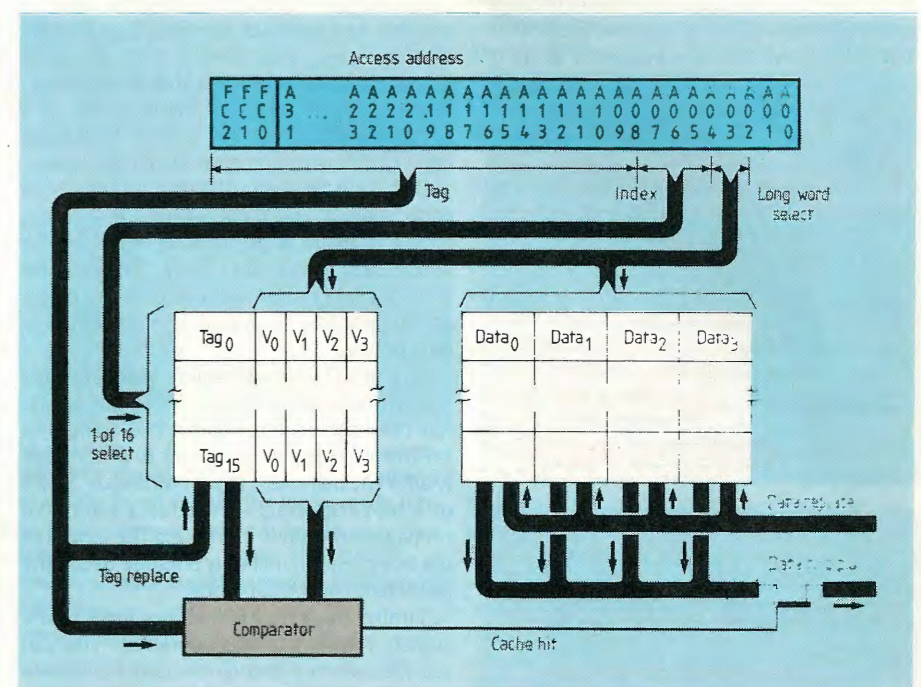 Access address
F F F A A A A A A A A A A A A A A A A A A A A A A A A A
C C C 3 ... 2 2 2 2 .1 1 1 1 1 1 1 1 1 1 0 0 0 0 0 0 0 0 0 0
2 1 0 1 3 2 1 0 9 8 7 6 5 4 3 2 1 0 9 8 7 6 5 4 3 2 1 0
Tag
Index
Long word
select
Tag0 V0 V1 V2 V3
Data0 Data1 Data2 Data3
1 of 16
select
Tag15 V0 V1 V2 V3
Data replace
Tag replace
Comparator
Cache hit